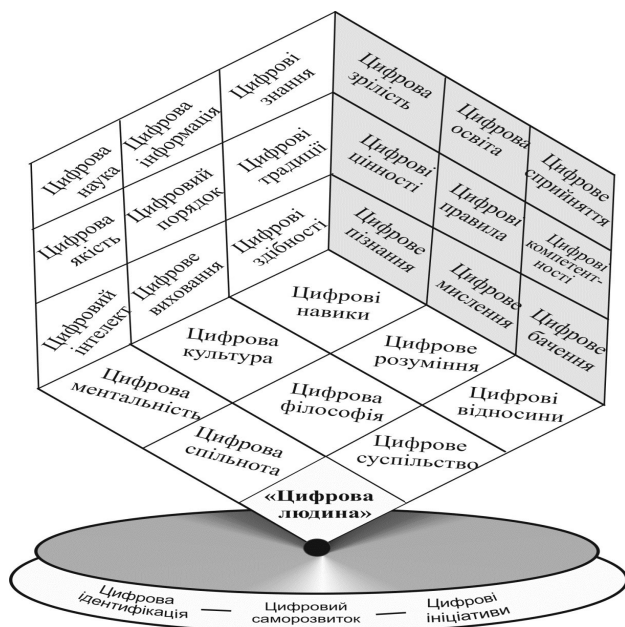 Цифрова
наука
Цифрова
інформація
Цифрові
знання
Цифрова
якість
Цифровий
порядок
Цифрові
традиції
Цифровий
інтелект
Цифрове
виховання
Цифрові
здібності
Цифрова
зрілість
Цифрова
освіта
Цифрове
сприйняття
Цифрові
цінності
Цифрові
правила
Цифрові
компетент-
ності
Цифрове
пізнання
Цифрове
мислення
Цифрове
бачення
Цифрові
навики
Цифрова
культура
Цифрове
розуміння
Цифрова
ментальність
Цифрова
філософія
Цифрові
відносини
Цифрова
спільнота
Цифрове
суспільство
«Цифрова
людина»
Цифрова
ідентифікація
Цифровий
саморозвиток
Цифрові
ініціативи